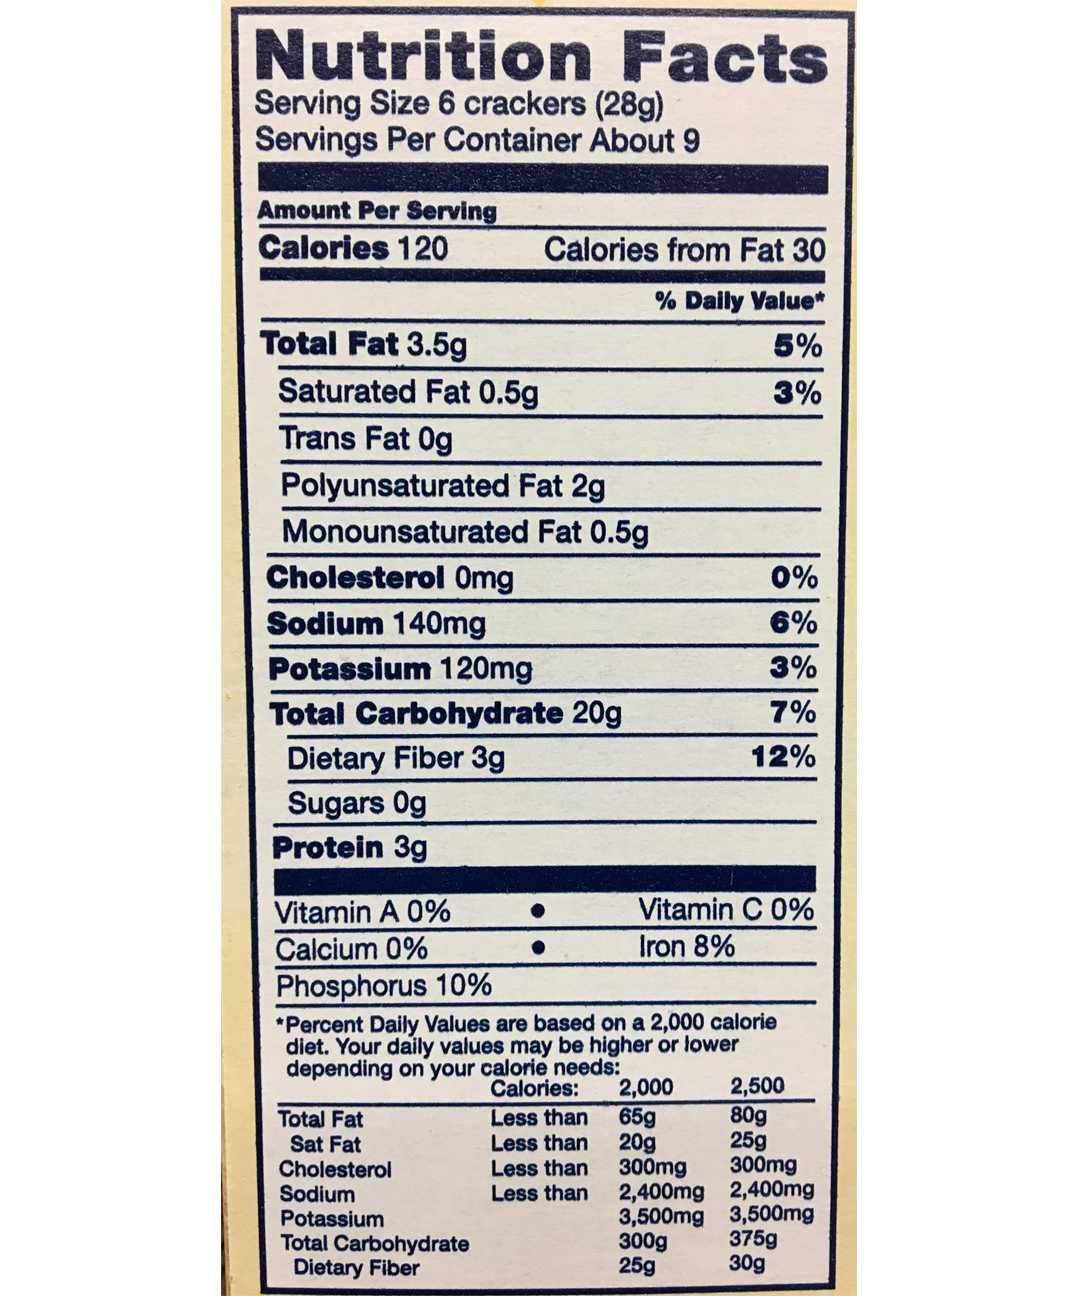 Nutrition Facts
Serving Size 6 crackers (28g)
Servings Per Container About 9
Amount Per Serving
Calories 120 Calories from Fat 30
% Daily Value*
Total Fat 3.5g 5%
Saturated Fat 0.5g 3%
Trans Fat 0g
Polyunsaturated Fat 2g
Monounsaturated Fat 0.5g
Cholesterol 0mg 0%
Sodium 140mg 6%
Potassium 120mg 3%
Total Carbohydrate 20g 7%
Dietary Fiber 3g 12%
Sugars 0g
Protein 3g
Vitamin A 0% • Vitamin C 0%
Calcium 0% • Iron 8%
Phosphorus 10%
*Percent Daily Values are based on a 2,000 calorie
diet. Your daily values may be higher or lower
depending on your calorie needs:
Calories: 2,000 2,500
Total Fat Less than 65g 80g
Sat Fat Less than 20g 25g
Cholesterol Less than 300mg 300mg
Sodium Less than 2,400mg 2,400mg
Potassium 3,500mg 3,500mg
Total Carbohydrate 300g 375g
Dietary Fiber 25g 30g